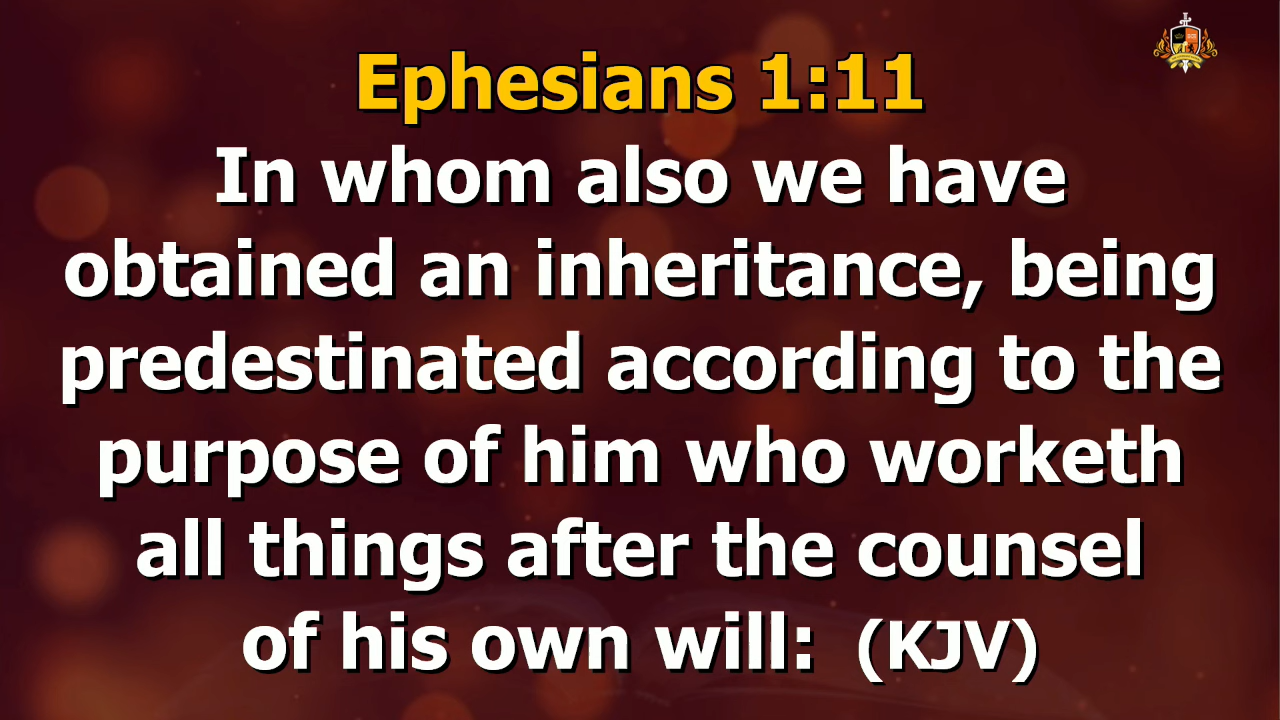 Ephesians 1:11
In whom also we have
obtained an inheritance, being
predestinated according to the
purpose of him who worketh
all things after the counsel
of his own will: (KJV)